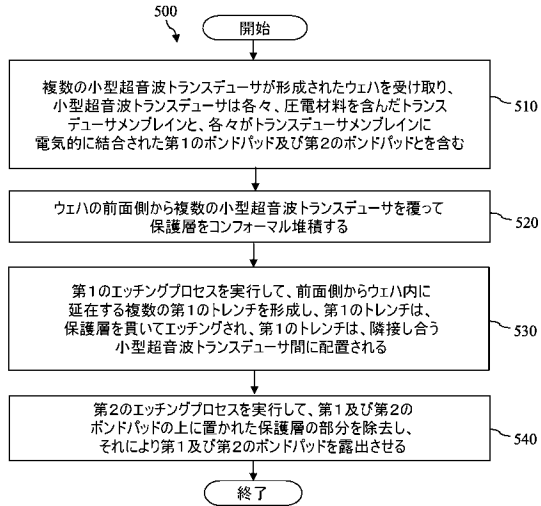 500
開始
複数の小型超音波トランスデューサが形成されたウェハを受け取り、
小型超音波トランスデューサは各々、圧電材料を含んだトランス
デューサメンブレインと、各々がトランスデューサメンブレインに
電気的に結合された第1のボンドパッド及び第2のボンドパッドとを含む
510
ウェハの前面側から複数の小型超音波トランスデューサを覆って
保護層をコンフォーマル堆積する
520
第1のエッチングプロセスを実行して、前面側からウェハ内に
延在する複数の第1のトレンチを形成し、第1のトレンチは、
保護層を貫いてエッチングされ、第1のトレンチは、隣接し合う
小型超音波トランスデューサ間に配置される
530
第2のエッチングプロセスを実行して、第1及び第2の
ボンドパッドの上に置かれた保護層の部分を除去し、
それにより第1及び第2のボンドパッドを露出させる
540
終了